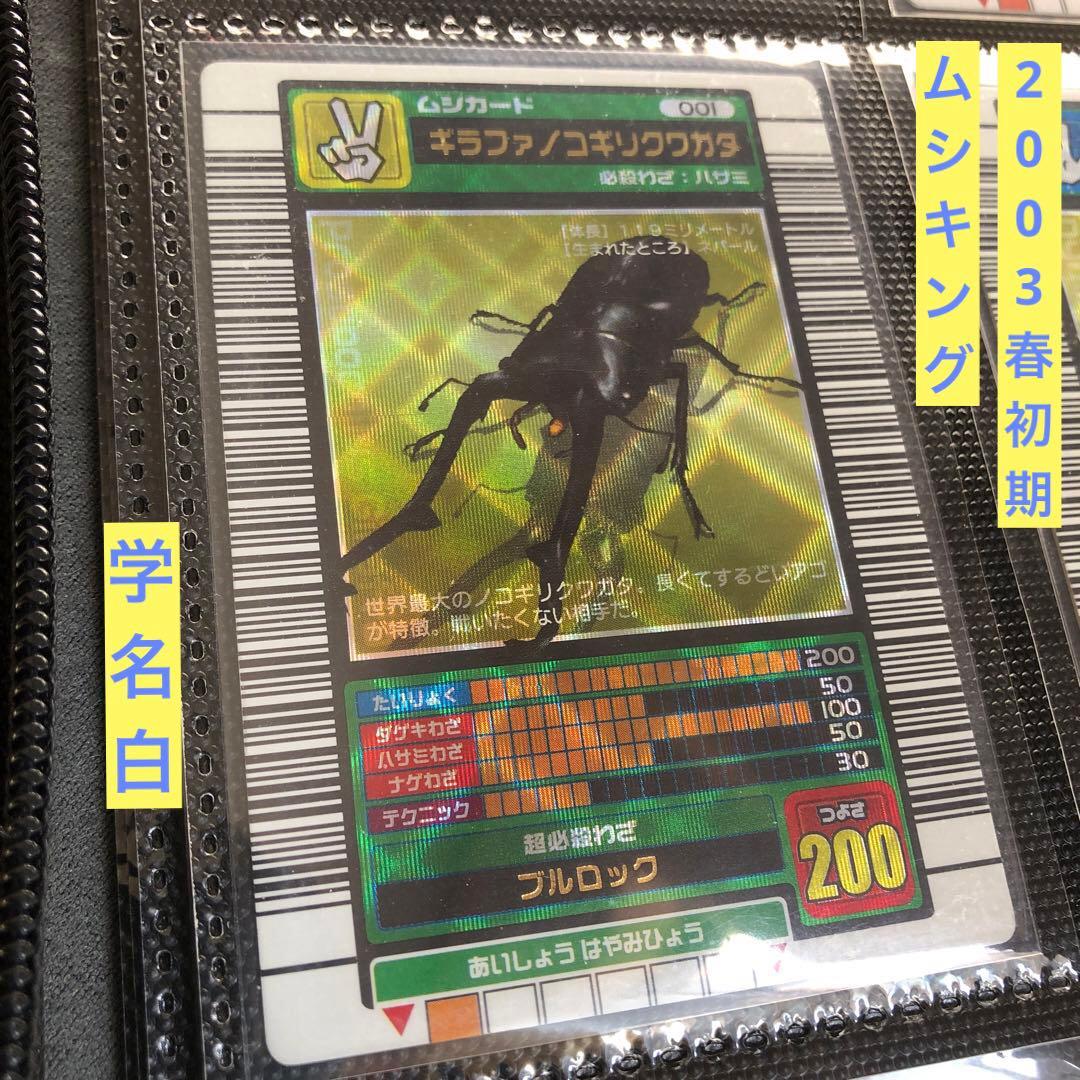 ムシカード
001
ギラファノコギリクワガタ
必殺わざ：ハサミ
【体長】119ミリメートル
【生まれたところ】ネパール
世界最大のノコギリクワガタ。長くてするどいアゴ
が特徴。戦いたくない相手だ。
たいりょく 200
ダゲキわざ 50
ハサミわざ 100
ナゲわざ 50
テクニック 30
超必殺わざ
ブルロック
つよさ
200
あいしょう はやみひょう
2003春初期
ムシキング
学名白